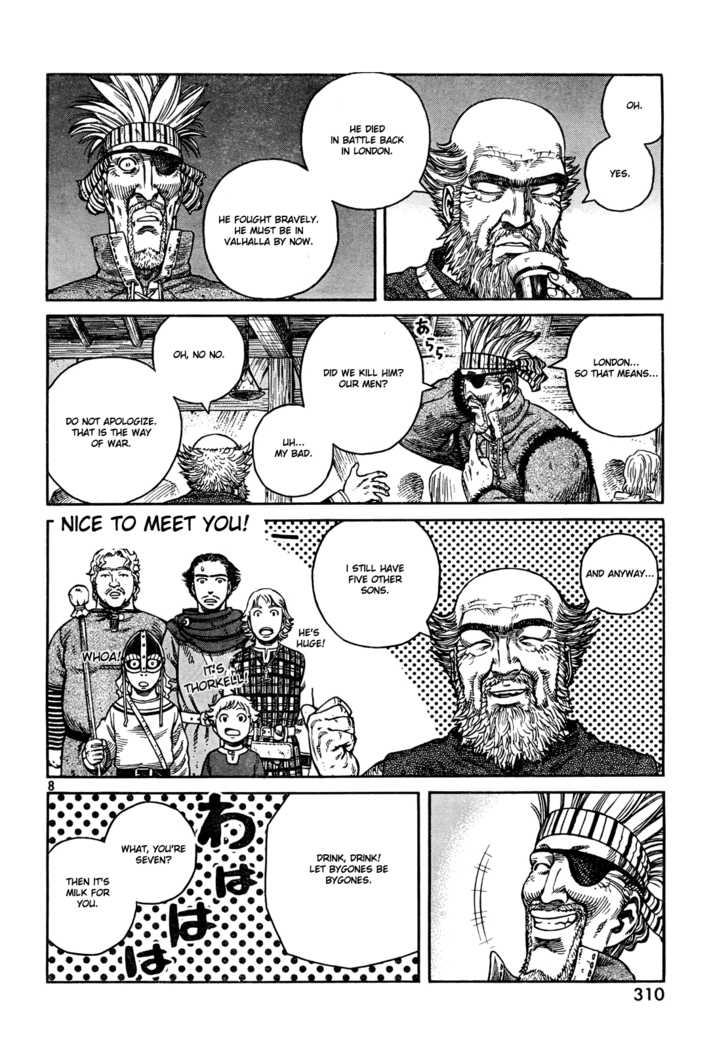 OH.
YES.
HE DIED
IN BATTLE BACK
IN LONDON.
HE FOUGHT BRAVELY.
HE MUST BE IN
VALHALLA BY NOW.
LONDON...
SO THAT MEANS...
あらら
DID WE KILL HIM?
OUR MEN?
UH...
MY BAD.
OH, NO NO.
DO NOT APOLOGIZE.
THAT IS THE WAY
OF WAR.
AND ANYWAY...
I STILL HAVE
FIVE OTHER
SONS.
NICE TO MEET YOU!
HE'S
HUGE!
IT'S
THORKELL!
WHOA!
8
DRINK, DRINK!
LET BYGONES BE
BYGONES.
わははは
WHAT, YOU'RE
SEVEN?
THEN IT'S
MILK FOR
YOU.
310